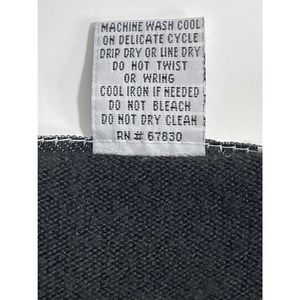 MACHINE WASH COOL
ON DELICATE CYCLE
DRIP DRY OR LINE DRY
DO NOT TWIST
OR WRING
COOL IRON IF NEEDED
DO NOT BLEACH
DO NOT DRY CLEAN
RN # 67830